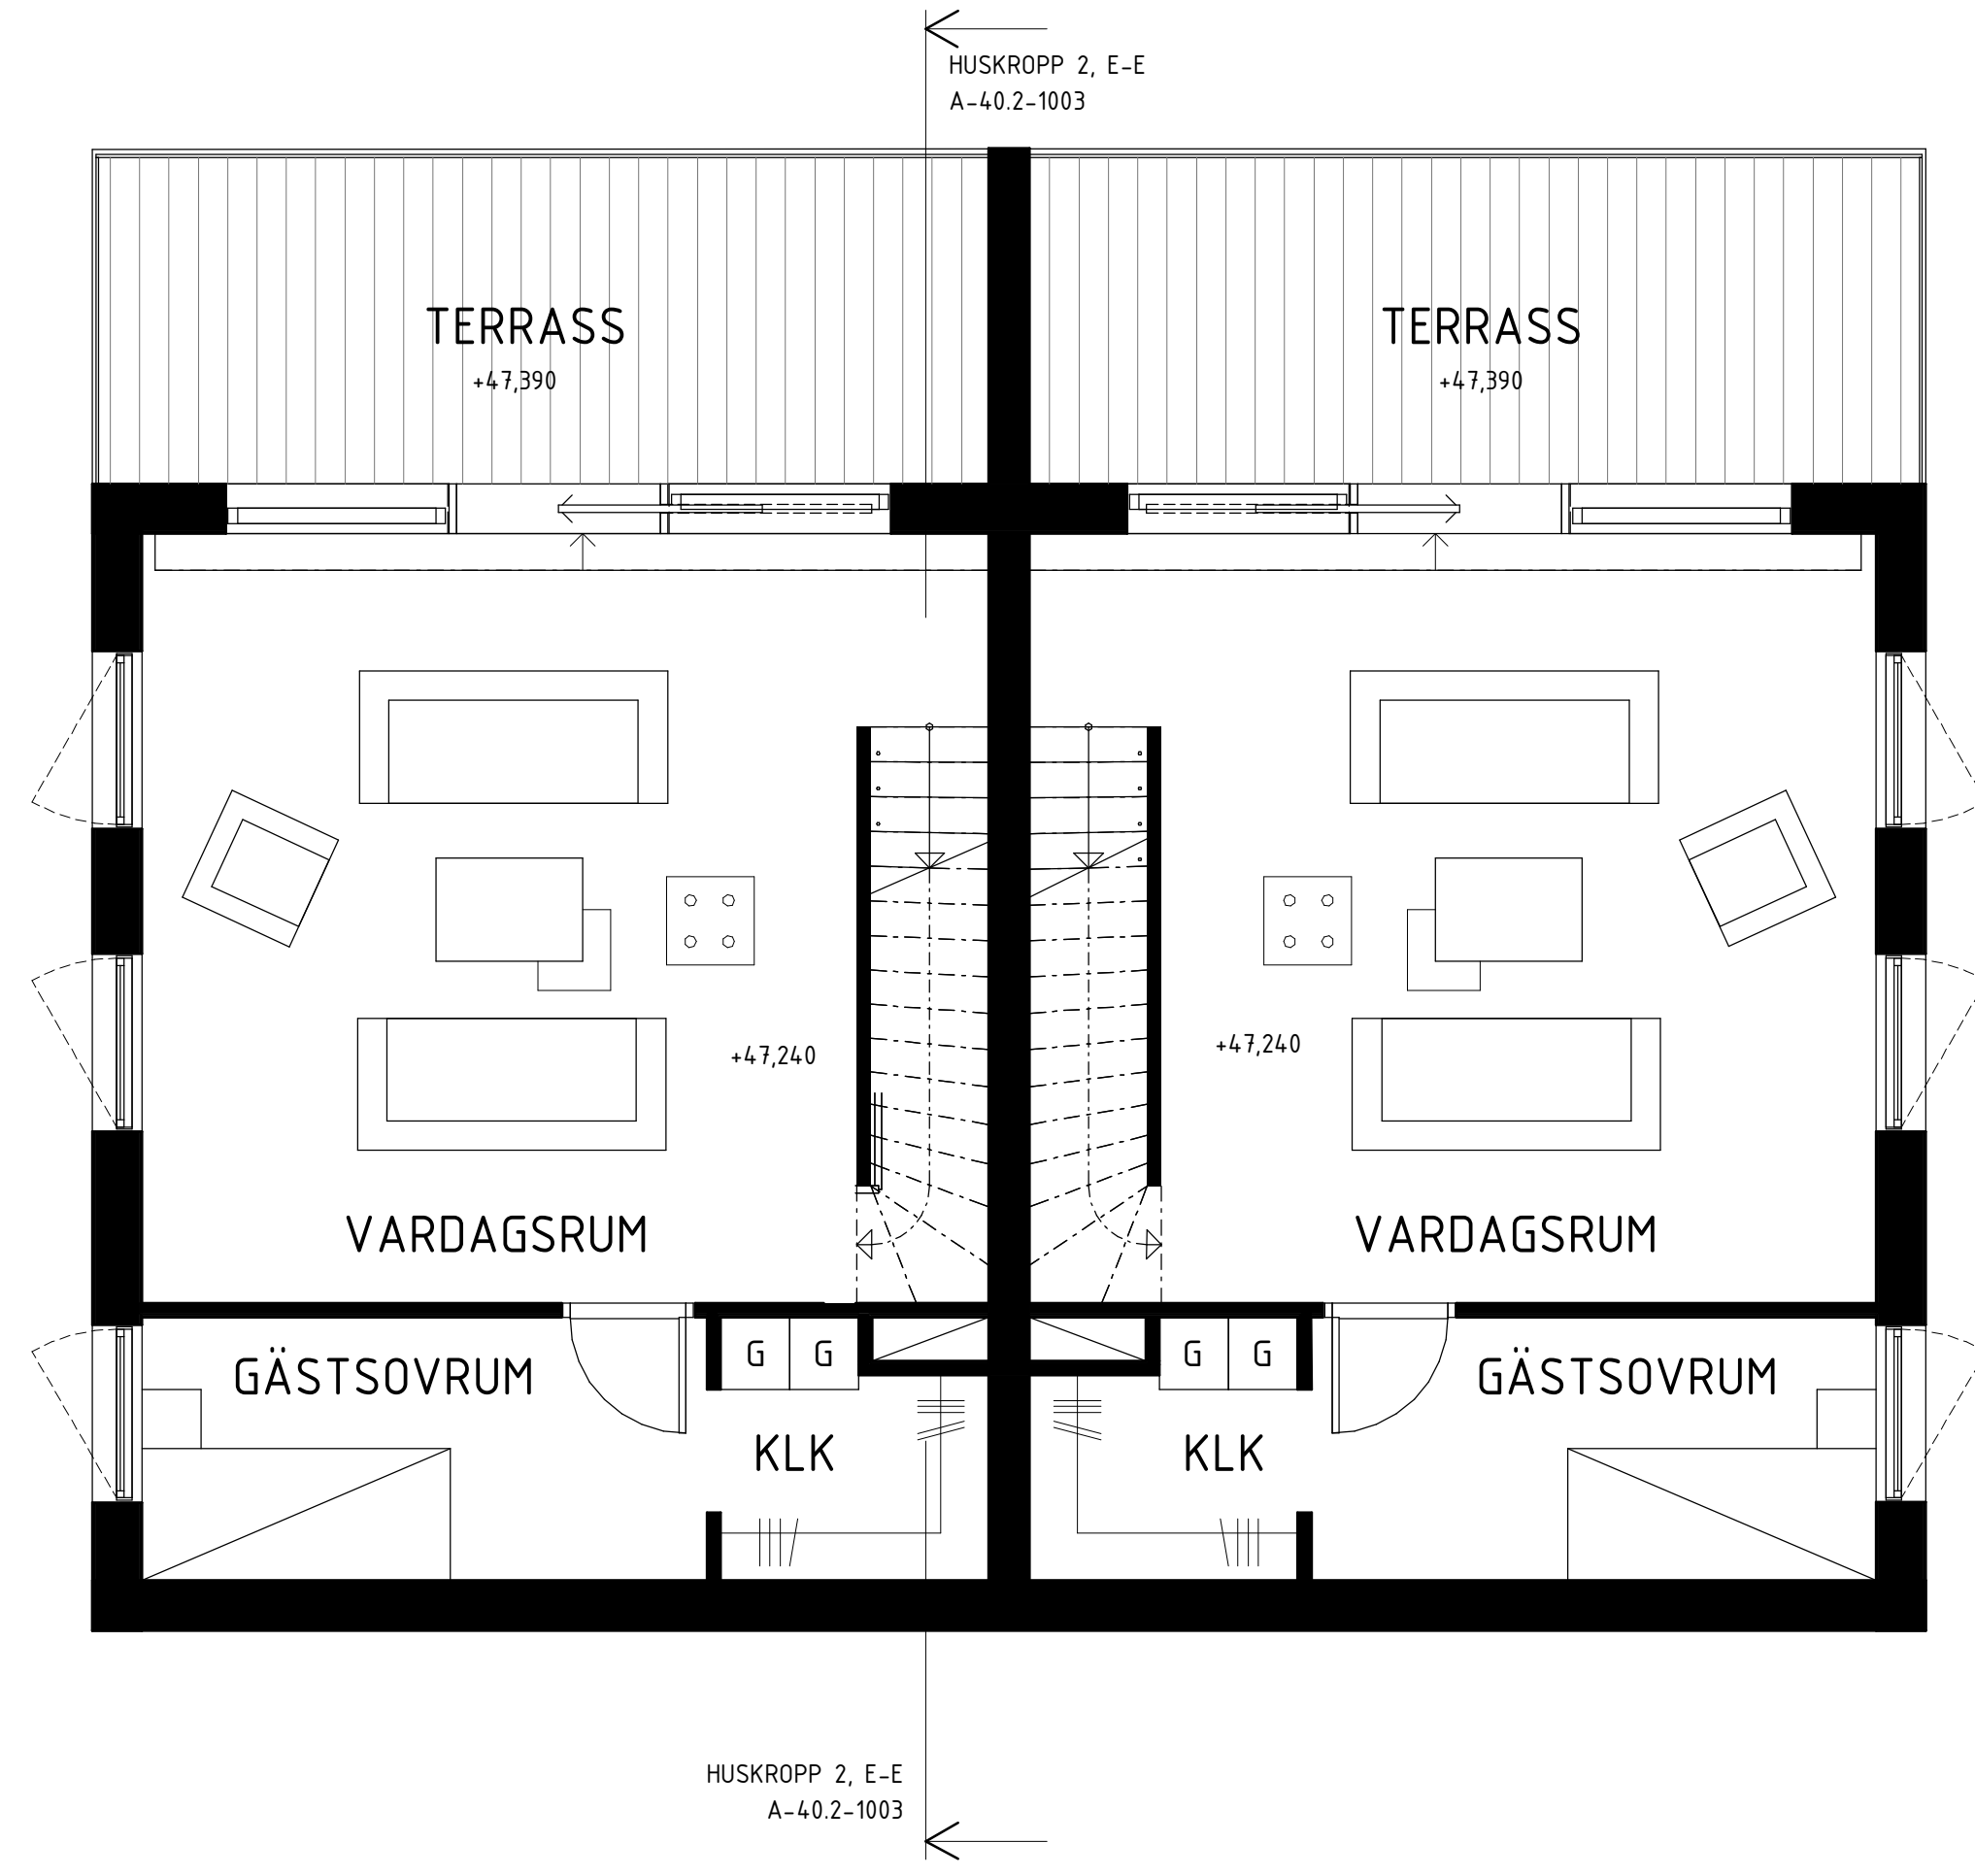 HUSKROPP 2, E-E
A-40.2-1003
TERRASS
TERRASS
+47,390
+47,390
+47,240
+47,240
VARDAGSRUM
VARDAGSRUM
G G
G G
GÄSTSOVRUM
GÄSTSOVRUM
KLK
KLK
HUSKROPP 2, E-E
A-40.2-1003